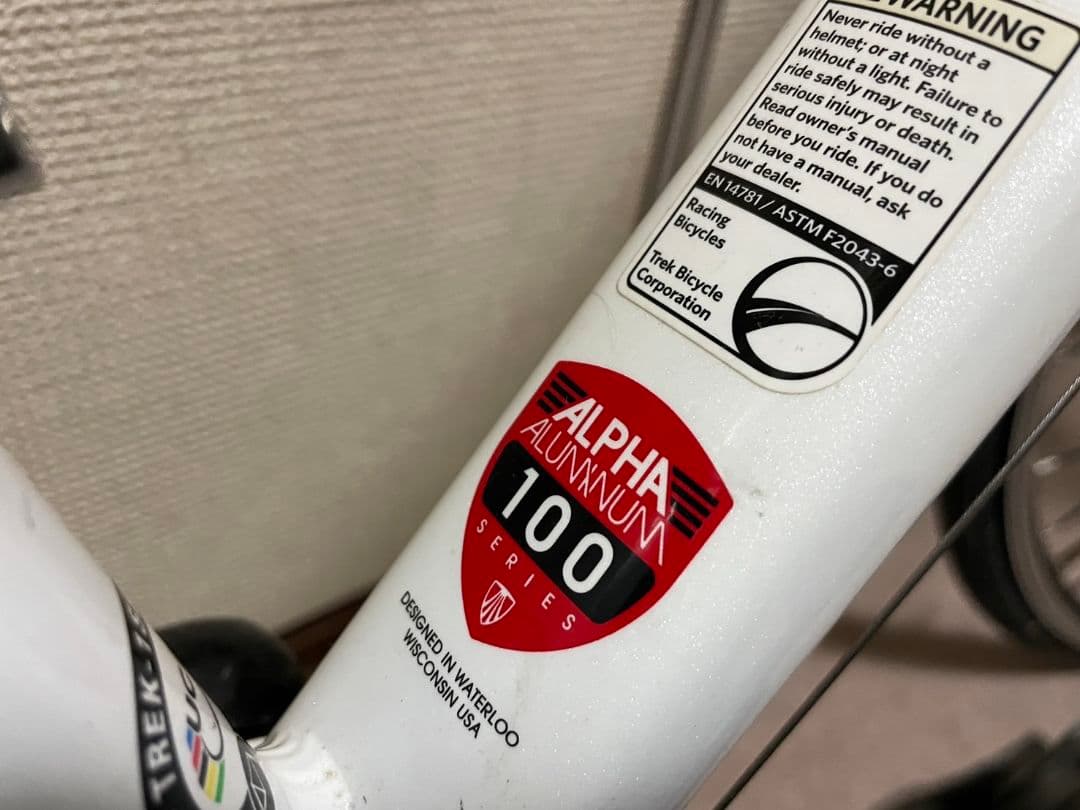 WARNING
Never ride without a
helmet; or at night
without a light. Failure to
ride safely may result in
serious injury or death.
Read owner's manual
before you ride. If you do
not have a manual, ask
your dealer.
EN 14781 / ASTM F2043-6
Racing
Bicycles
Trek Bicycle
Corporation
ALPHA
ALUMINUM
100
SERIES
DESIGNED IN WATERLOO
WISCONSIN USA
TREK
UC